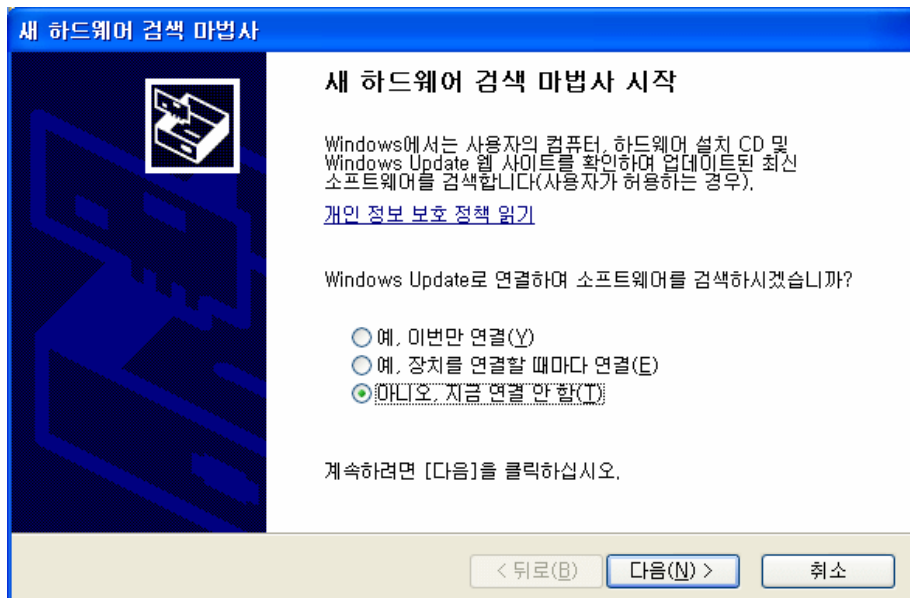 새 하드웨어 검색 마법사
새 하드웨어 검색 마법사 시작
Windows에서는 사용자의 컴퓨터, 하드웨어 설치 CD 및
Windows Update 웹 사이트를 확인하여 업데이트된 최신
소프트웨어를 검색합니다(사용자가 허용하는 경우).
개인 정보 보호 정책 읽기
Windows Update로 연결하여 소프트웨어를 검색하시겠습니까?
예, 이번만 연결(Y)
예, 장치를 연결할 때마다 연결(E)
아니오, 지금 연결 안 함(T)
계속하려면 [다음]을 클릭하십시오.
< 뒤로(B) 다음(N) > 취소